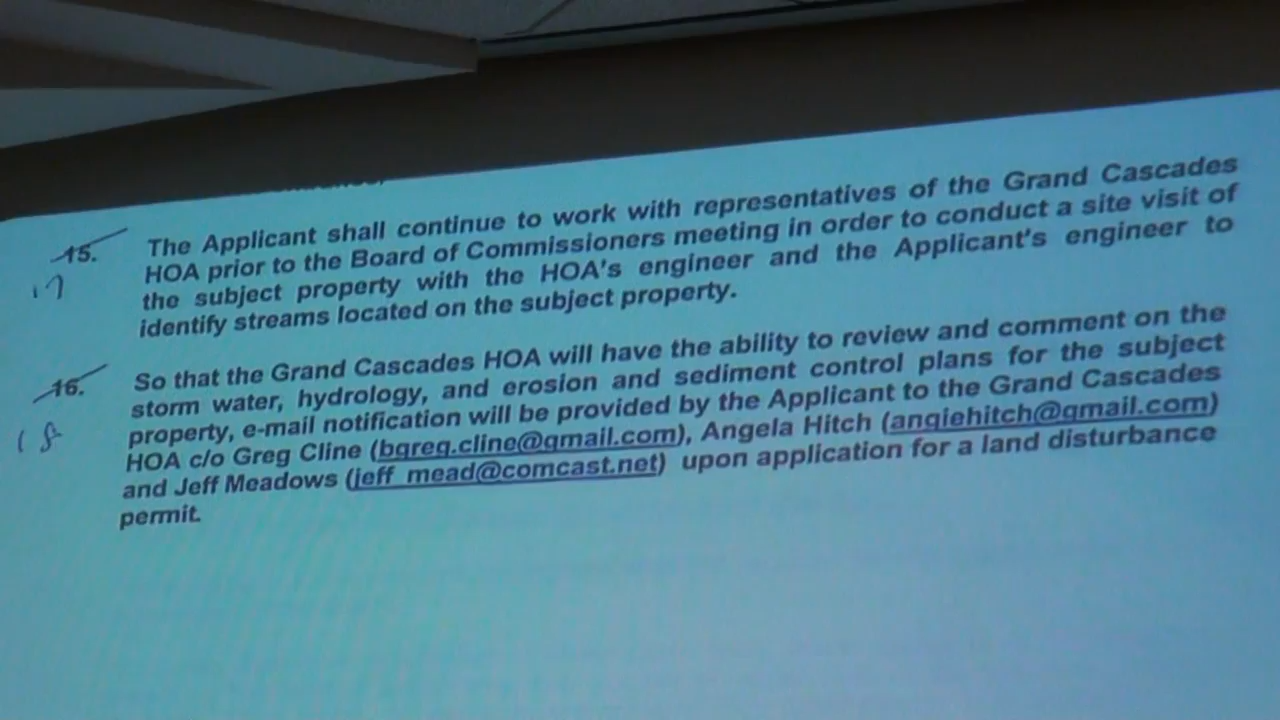 15. The Applicant shall continue to work with representatives of the Grand Cascades
17 HOA prior to the Board of Commissioners meeting in order to conduct a site visit of
the subject property with the HOA's engineer and the Applicant's engineer to
identify streams located on the subject property.
16. So that the Grand Cascades HOA will have the ability to review and comment on the
storm water, hydrology, and erosion and sediment control plans for the subject
18 property, e-mail notification will be provided by the Applicant to the Grand Cascades
HOA c/o Greg Cline (bgreg.cline@gmail.com), Angela Hitch (angiehitch@gmail.com)
and Jeff Meadows (jeff_mead@comcast.net) upon application for a land disturbance
permit.